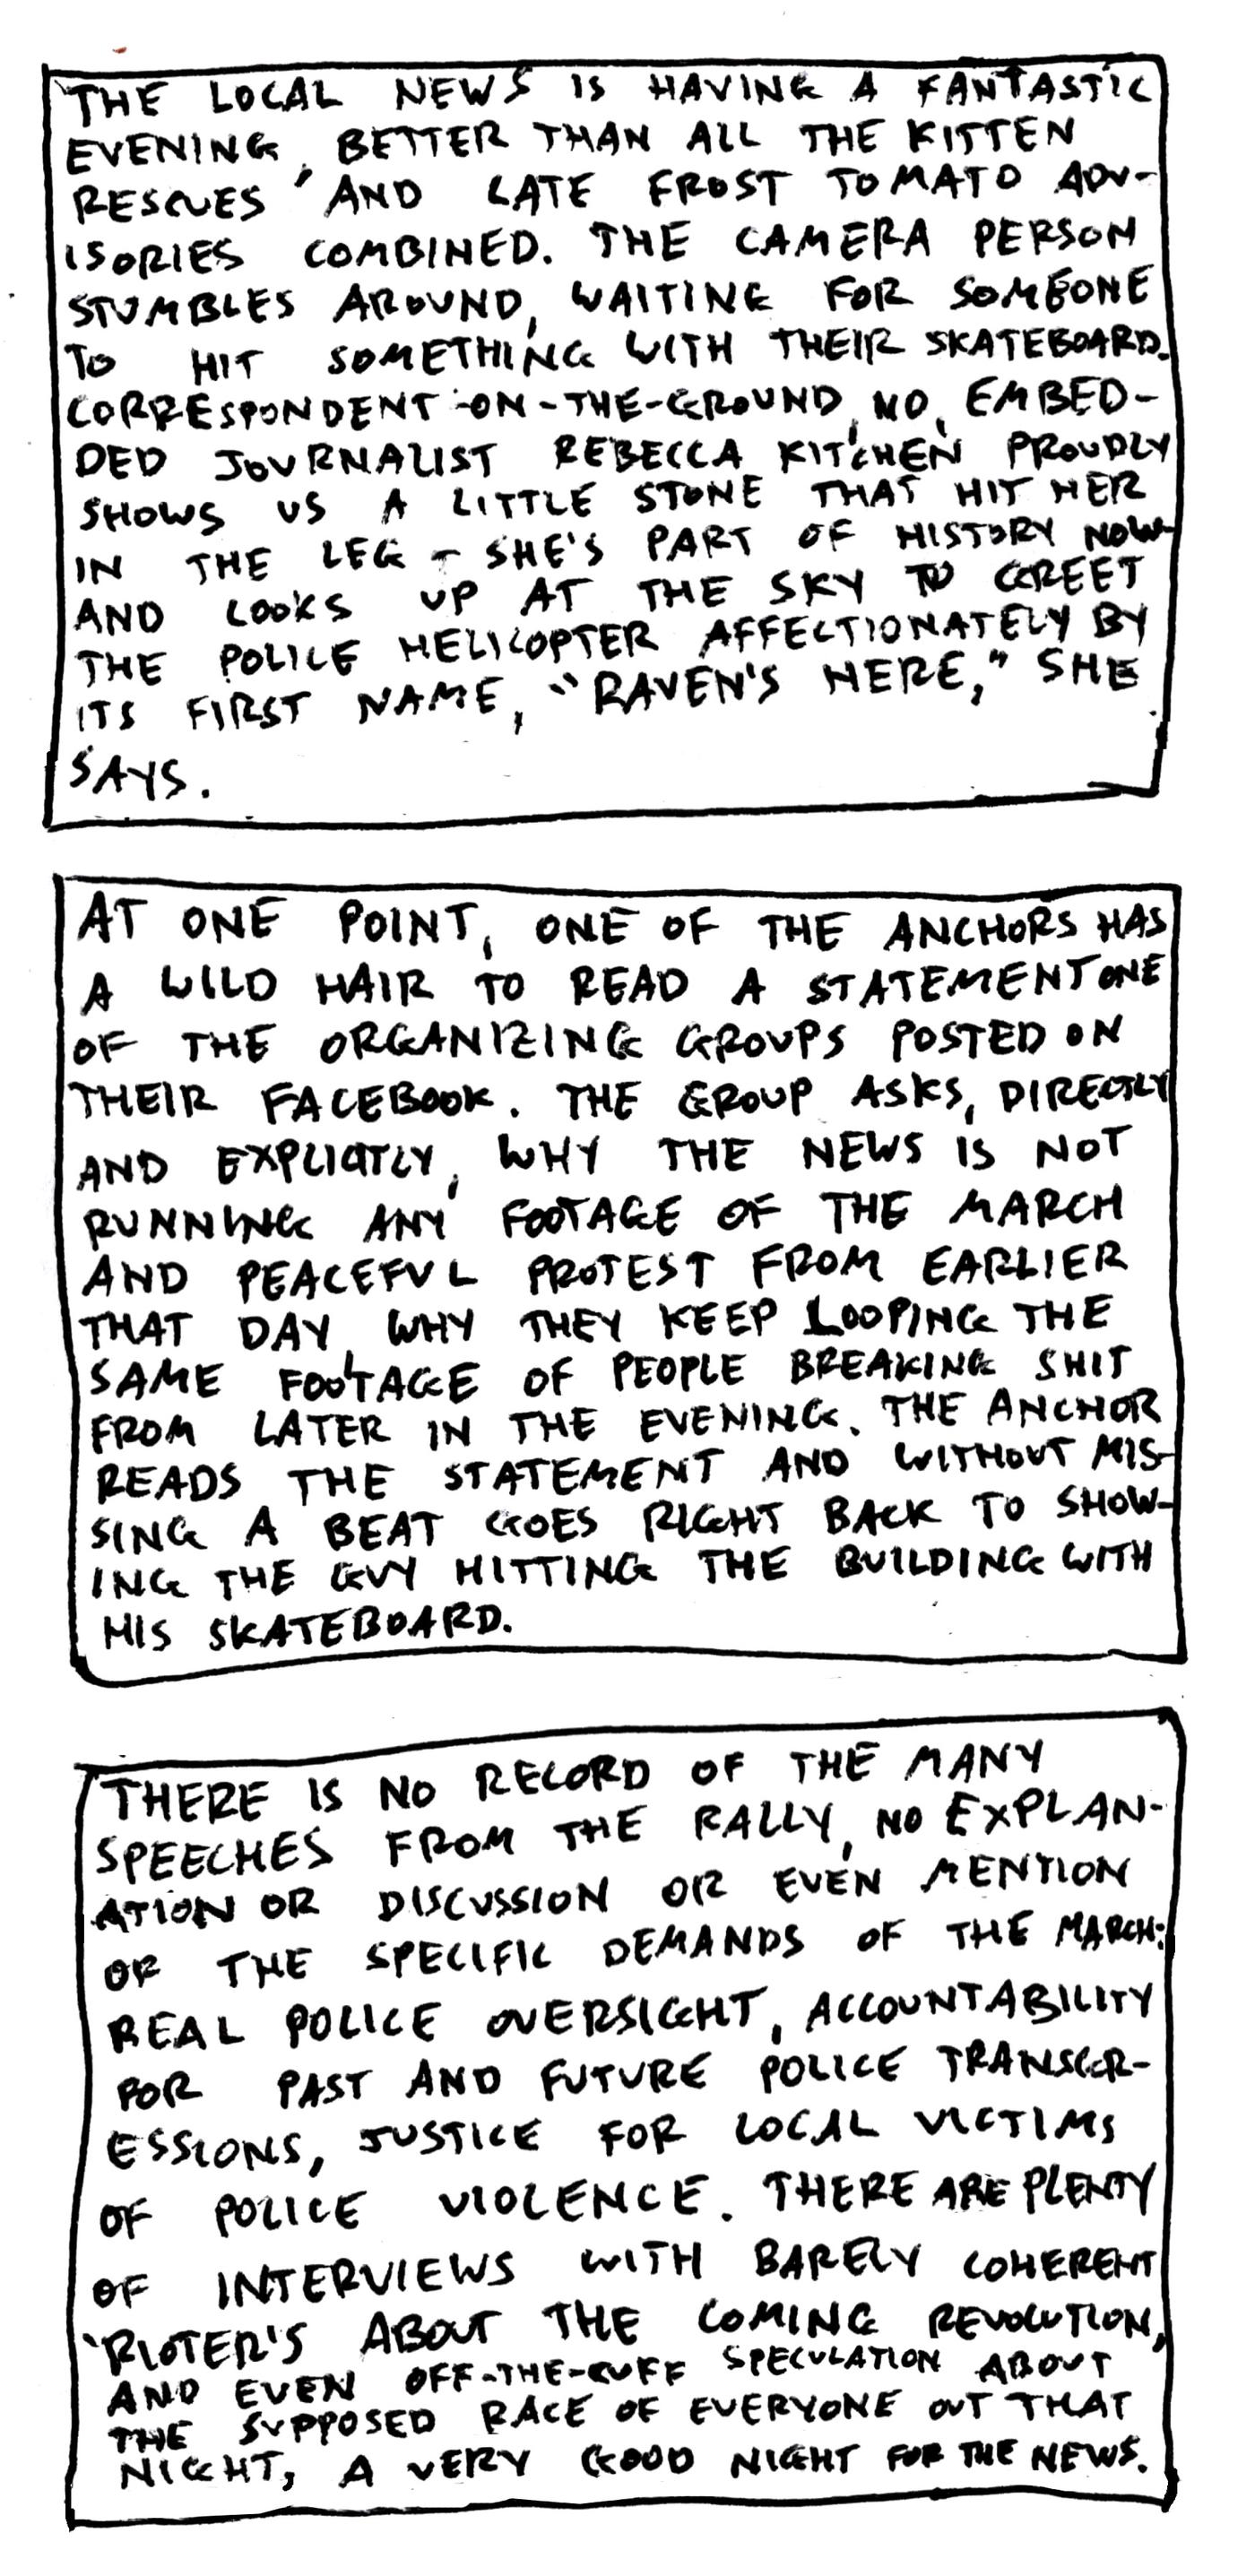 THE LOCAL NEWS IS HAVING A FANTASTIC
EVENING, BETTER THAN ALL THE KITTEN
RESCUES AND LATE FROST TOMATO ADV-
ISORIES COMBINED. THE CAMERA PERSON
STUMBLES AROUND, WAITING FOR SOMEONE
TO HIT SOMETHING WITH THEIR SKATEBOARD.
CORRESPONDENT-ON-THE-GROUND, NO, EMBED-
DED JOURNALIST REBECCA KITCHEN PROUDLY
SHOWS US A LITTLE STONE THAT HIT HER
IN THE LEG - SHE'S PART OF HISTORY NOW-
AND LOOKS UP AT THE SKY TO GREET
THE POLICE HELICOPTER AFFECTIONATELY BY
ITS FIRST NAME, "RAVEN'S HERE," SHE
SAYS.
AT ONE POINT, ONE OF THE ANCHORS HAS
A WILD HAIR TO READ A STATEMENT ONE
OF THE ORGANIZING GROUPS POSTED ON
THEIR FACEBOOK. THE GROUP ASKS, DIRECTLY
AND EXPLICITLY, WHY THE NEWS IS NOT
RUNNING ANY FOOTAGE OF THE MARCH
AND PEACEFUL PROTEST FROM EARLIER
THAT DAY, WHY THEY KEEP LOOPING THE
SAME FOOTAGE OF PEOPLE BREAKING SHIT
FROM LATER IN THE EVENING. THE ANCHOR
READS THE STATEMENT AND WITHOUT MIS-
SING A BEAT GOES RIGHT BACK TO SHOW-
ING THE GUY HITTING THE BUILDING WITH
HIS SKATEBOARD.
THERE IS NO RECORD OF THE MANY
SPEECHES FROM THE RALLY, NO EXPLAN-
ATION OR DISCUSSION OR EVEN MENTION
OF THE SPECIFIC DEMANDS OF THE MARCH:
REAL POLICE OVERSIGHT, ACCOUNTABILITY
FOR PAST AND FUTURE POLICE TRANSGR-
ESSIONS, JUSTICE FOR LOCAL VICTIMS
OF POLICE VIOLENCE. THERE ARE PLENTY
OF INTERVIEWS WITH BARELY COHERENT
'RIOTER'S ABOUT THE COMING REVOLUTION,
AND EVEN OFF-THE-CUFF SPECULATION ABOUT
THE SUPPOSED RACE OF EVERYONE OUT THAT
NIGHT, A VERY GOOD NIGHT FOR THE NEWS.